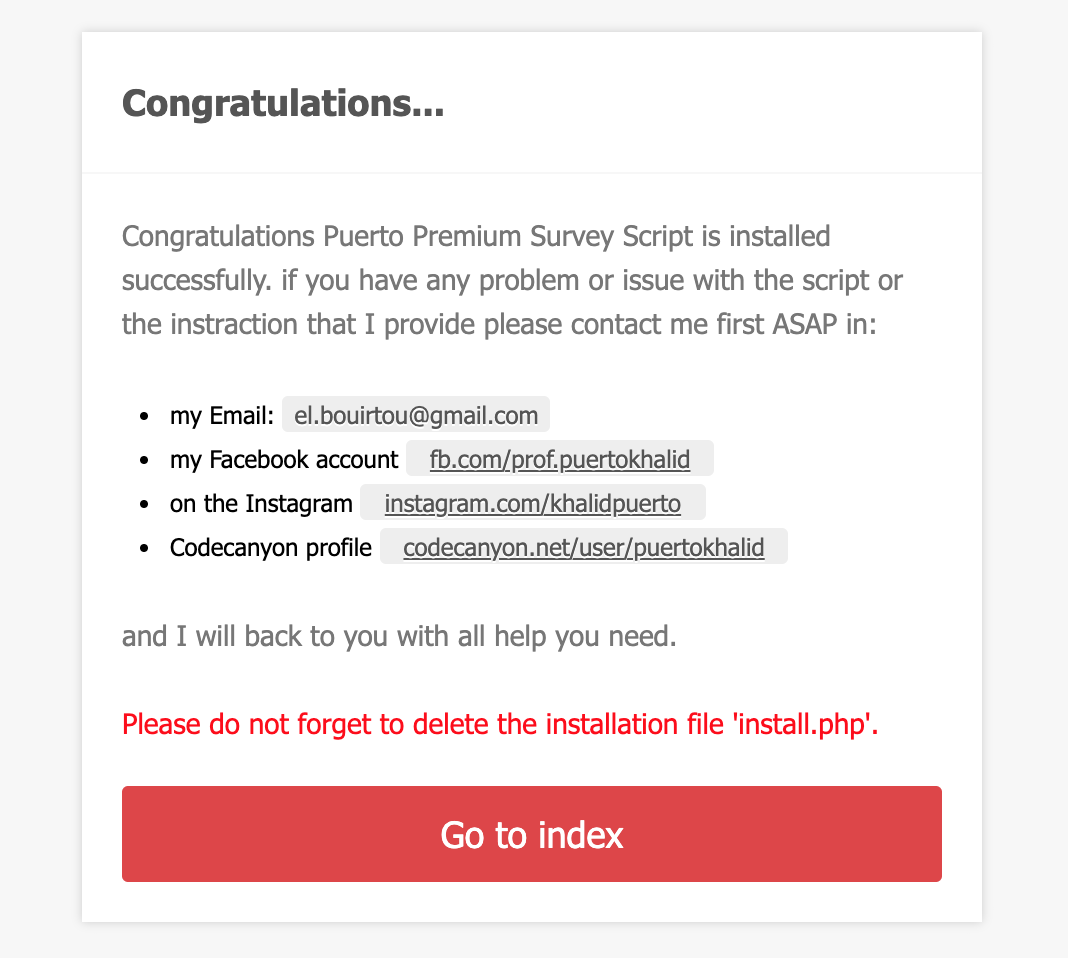 Congratulations...
Congratulations Puerto Premium Survey Script is installed
successfully. if you have any problem or issue with the script or
the instraction that I provide please contact me first ASAP in:
my Email: el.bouirtou@gmail.com
my Facebook account fb.com/prof.puertokhalid
on the Instagram instagram.com/khalidpuerto
Codecanyon profile codecanyon.net/user/puertokhalid
and I will back to you with all help you need.
Please do not forget to delete the installation file 'install.php'.
Go to index